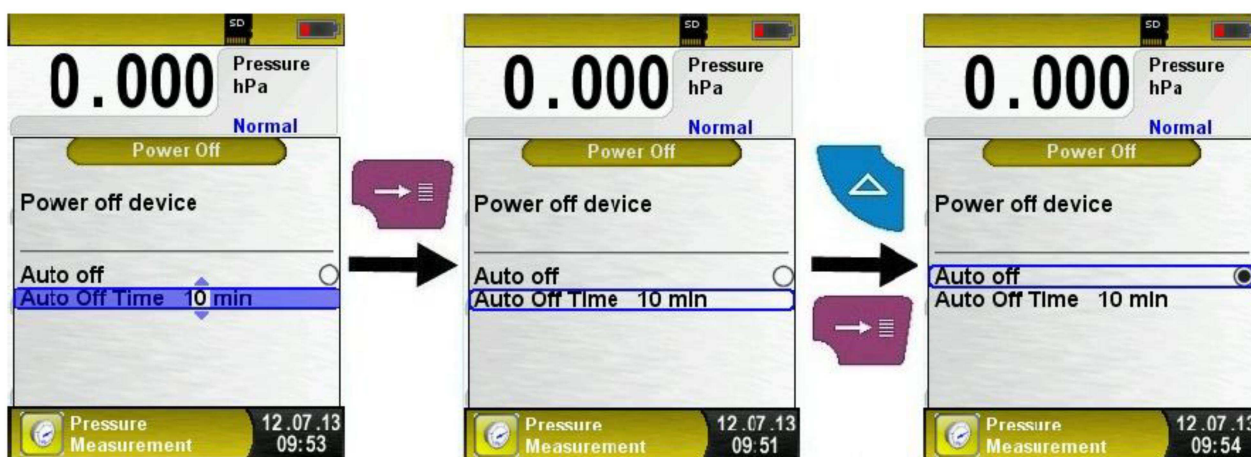 SD
0.000
Pressure
hPa
Normal
Power Off
Power off device
Auto off
Auto Off Time 10 min
Pressure
Measurement
12.07.13
09:53
SD
0.000
Pressure
hPa
Normal
Power Off
Power off device
Auto off
Auto Off Time 10 min
Pressure
Measurement
12.07.13
09:51
SD
0.000
Pressure
hPa
Normal
Power Off
Power off device
Auto off
Auto Off Time 10 min
Pressure
Measurement
12.07.13
09:54